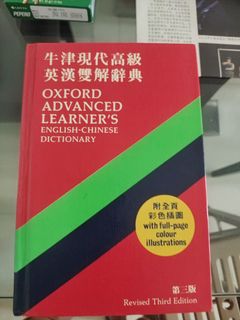 牛津現代高級
英漢雙解辭典
OXFORD
ADVANCED
LEARNER'S
ENGLISH-CHINESE
DICTIONARY
附全頁
彩色插圖
with full-page
colour
illustrations
第三版
Revised Third Edition